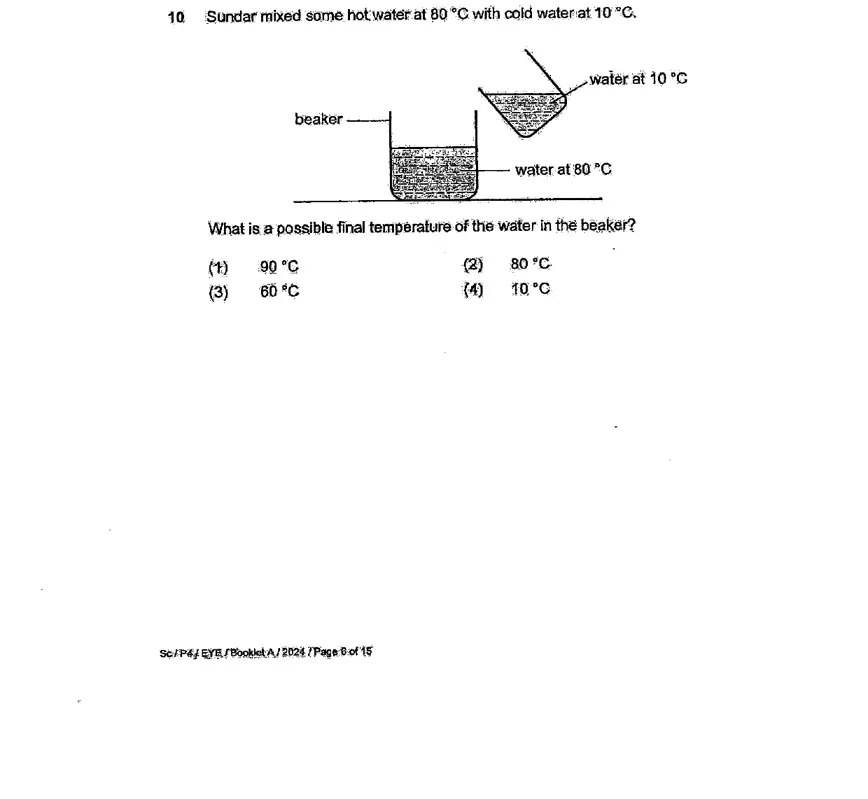 10 Sundar mixed some hot water at 80 °C with cold water at 10 °C.
water at 10 °C
beaker
water at 80 °C
What is a possible final temperature of the water in the beaker?
(1) 90 °C (2) 80 °C
(3) 60 °C (4) 10 °C
Sc / P4 / EYE / Booklet A / 2024 / Page 8 of 15